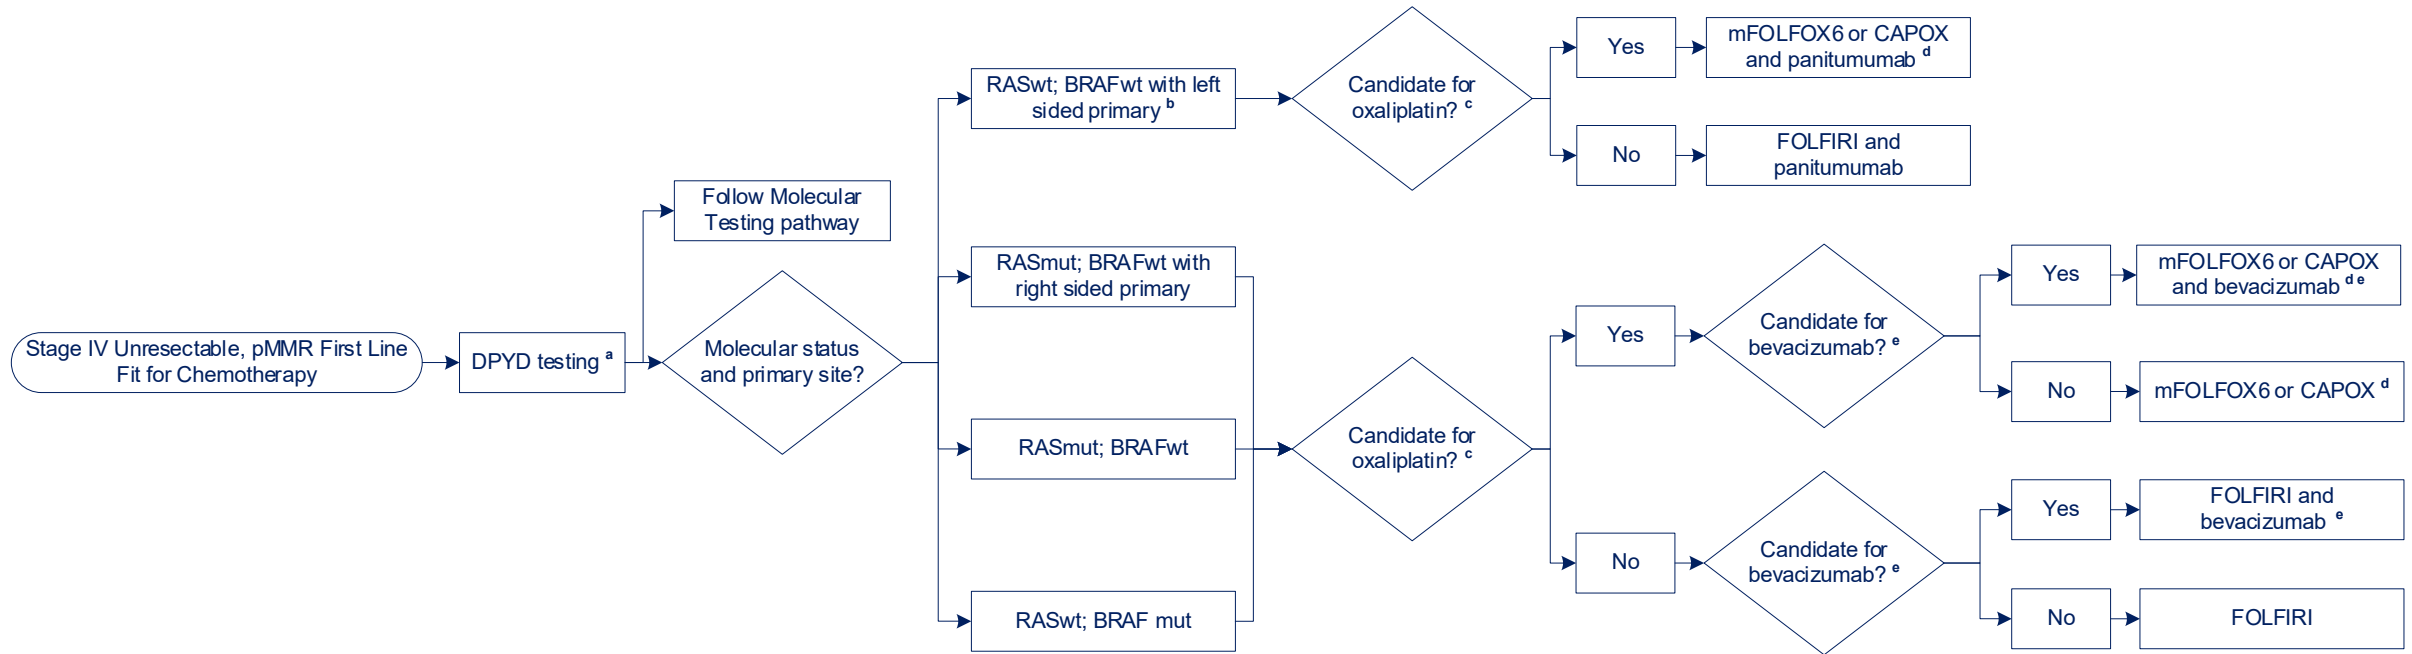 Stage IV Unresectable, pMMR First Line
Fit for Chemotherapy
DPYD testing a
Follow Molecular
Testing pathway
Molecular status
and primary site?
RASwt; BRAFwt with left
sided primary b
RASmut; BRAFwt with
right sided primary
RASmut; BRAFwt
RASwt; BRAF mut
Candidate for
oxaliplatin? c
Yes
mFOLFOX6 or CAPOX
and panitumumab d
No
FOLFIRI and
panitumumab
Candidate for
oxaliplatin? c
Yes
Candidate for
bevacizumab? e
Yes
mFOLFOX6 or CAPOX
and bevacizumab d e
No
mFOLFOX6 or CAPOX d
No
Candidate for
bevacizumab? e
Yes
FOLFIRI and
bevacizumab e
No
FOLFIRI